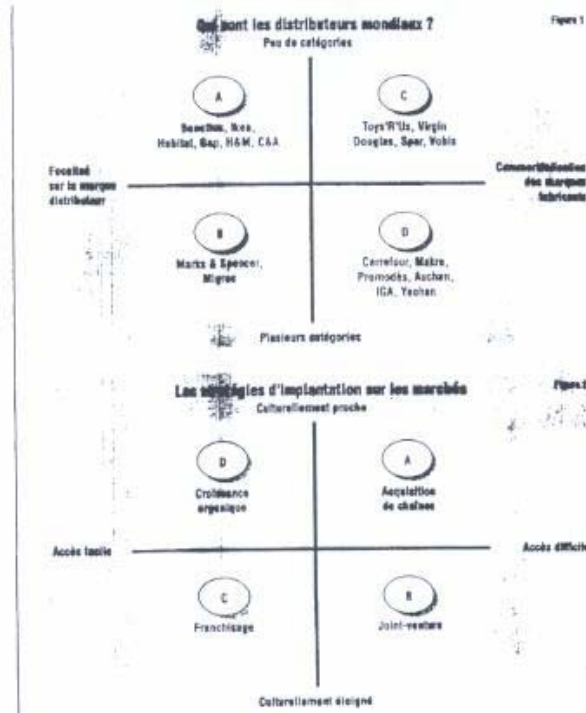 Qui sont les distributeurs mondiaux ?
Figure 1
Peu de catégories
A
C
Benetton, Ikea,
Habitat, Gap, H&M, C&A
Toys'R'Us, Virgin
Douglas, Spar, Vobis
Focalisé
sur la marque
distributeur
Commercialisation
des marques
fabricants
B
D
Marks & Spencer,
Migros
Carrefour, Makro,
Promodès, Auchan,
IGA, Yaohan
Plusieurs catégories
Les stratégies d'implantation sur les marchés
Figure 2
Culturellement proche
D
A
Croissance
organique
Acquisition
de chaînes
Accès facile
Accès difficile
C
B
Franchisage
Joint-venture
Culturellement éloigné